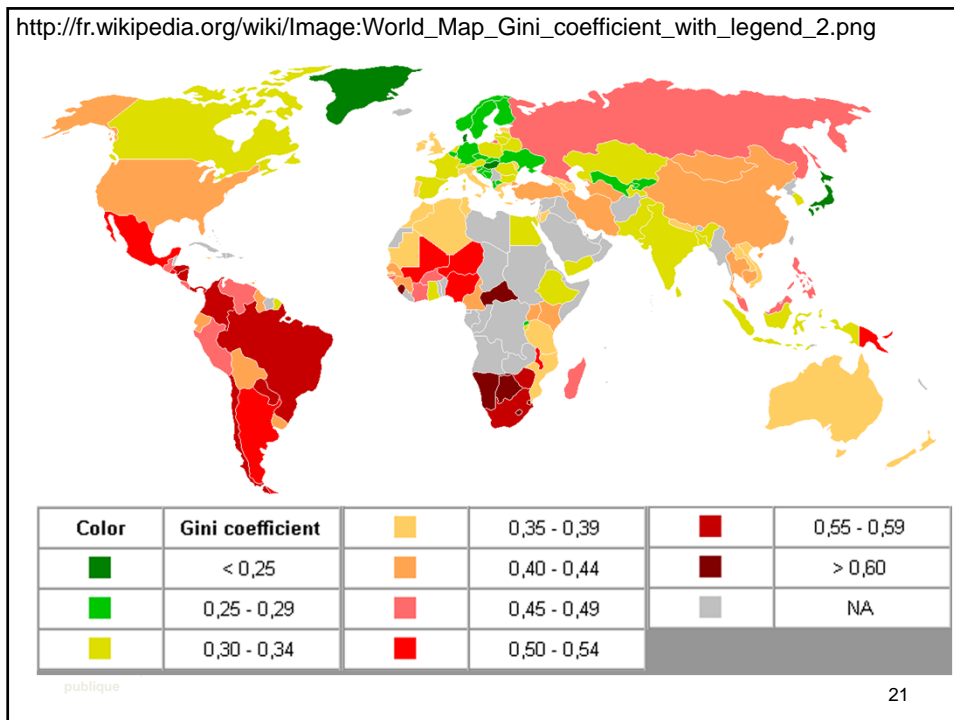 http://fr.wikipedia.org/wiki/Image:World_Map_Gini_coefficient_with_legend_2.png
Color Gini coefficient 0,35 - 0,39 0,55 - 0,59
< 0,25 0,40 - 0,44 > 0,60
0,25 - 0,29 0,45 - 0,49 NA
0,30 - 0,34 0,50 - 0,54
publique
21